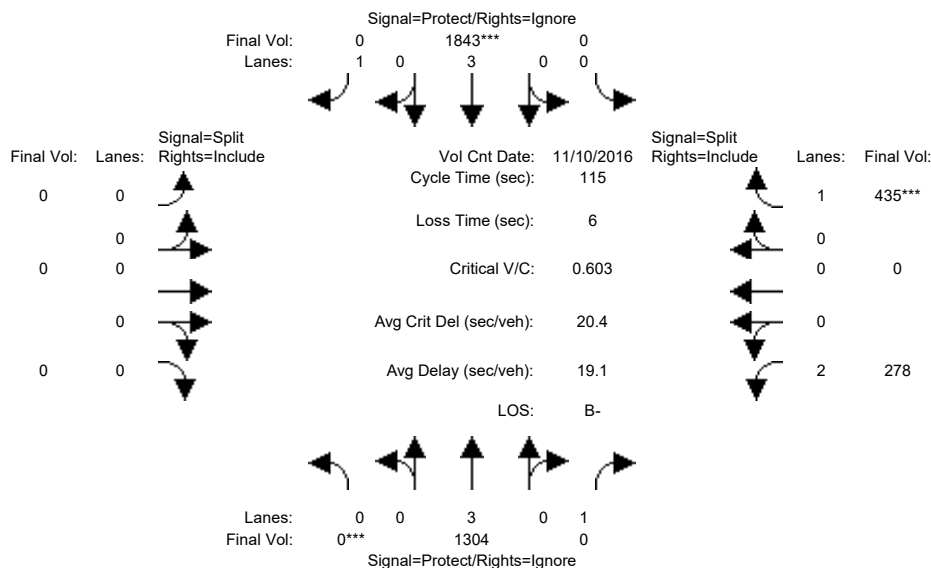 Signal=Protect/Rights=Ignore
Final Vol: 0 1843*** 0
Lanes: 1 0 3 0 0
Signal=Split Signal=Split
Final Vol: Lanes: Rights=Include Vol Cnt Date: 11/10/2016 Rights=Include Lanes: Final Vol:
Cycle Time (sec): 115
0 0 1 435***
Loss Time (sec): 6
0 0
0 0 Critical V/C: 0.603 0 0
0 Avg Crit Del (sec/veh): 20.4 0
0 0 Avg Delay (sec/veh): 19.1 2 278
LOS: B-
Lanes: 0 0 3 0 1
Final Vol: 0*** 1304 0
Signal=Protect/Rights=Ignore